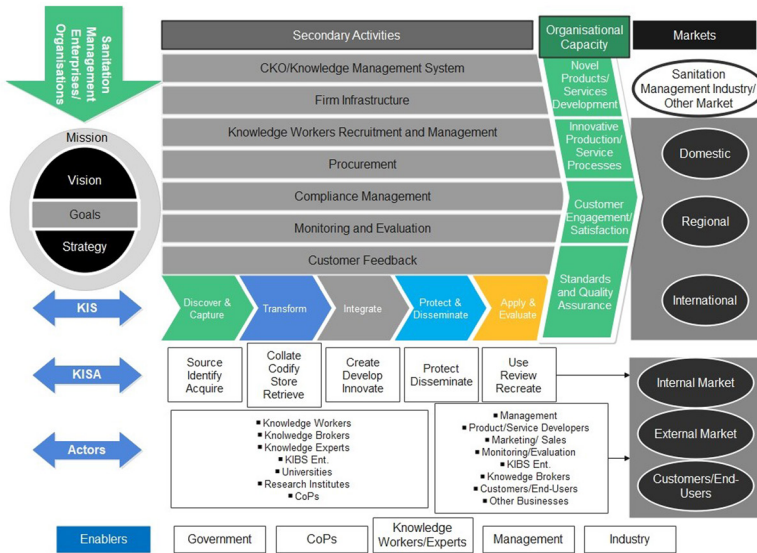 Sanitation
Management
Enterprises/
Organisations
Secondary Activities
Organisational
Capacity
Markets
CKO/Knowledge Management System
Firm Infrastructure
Knowledge Workers Recruitment and Management
Procurement
Compliance Management
Monitoring and Evaluation
Customer Feedback
Novel
Products/
Services
Development
Innovative
Production/
Service
Processes
Customer
Engagement/
Satisfaction
Standards
and Quality
Assurance
Sanitation
Management Industry/
Other Market
Domestic
Regional
International
Mission
Vision
Goals
Strategy
KIS
Discover &
Capture
Transform
Integrate
Protect &
Disseminate
Apply &
Evaluate
KISA
Source
Identify
Acquire
Collate
Codify
Store
Retrieve
Create
Develop
Innovate
Protect
Disseminate
Use
Review
Recreate
Internal Market
External Market
Customers/End-
Users
Actors
▪ Knowledge Workers
▪ Knolwedge Brokers
▪ Knowledge Experts
▪ KIBS Ent.
▪ Universities
▪ Research Institutes
▪ CoPs
▪ Management
▪ Product/Service Developers
▪ Marketing/ Sales
▪ Monitoring/Evaluation
▪ KIBS Ent.
▪ Knowedge Brokers
▪ Customers/End-Users
▪ Other Businesses
Enablers
Government
CoPs
Knowledge
Workers/Experts
Management
Industry